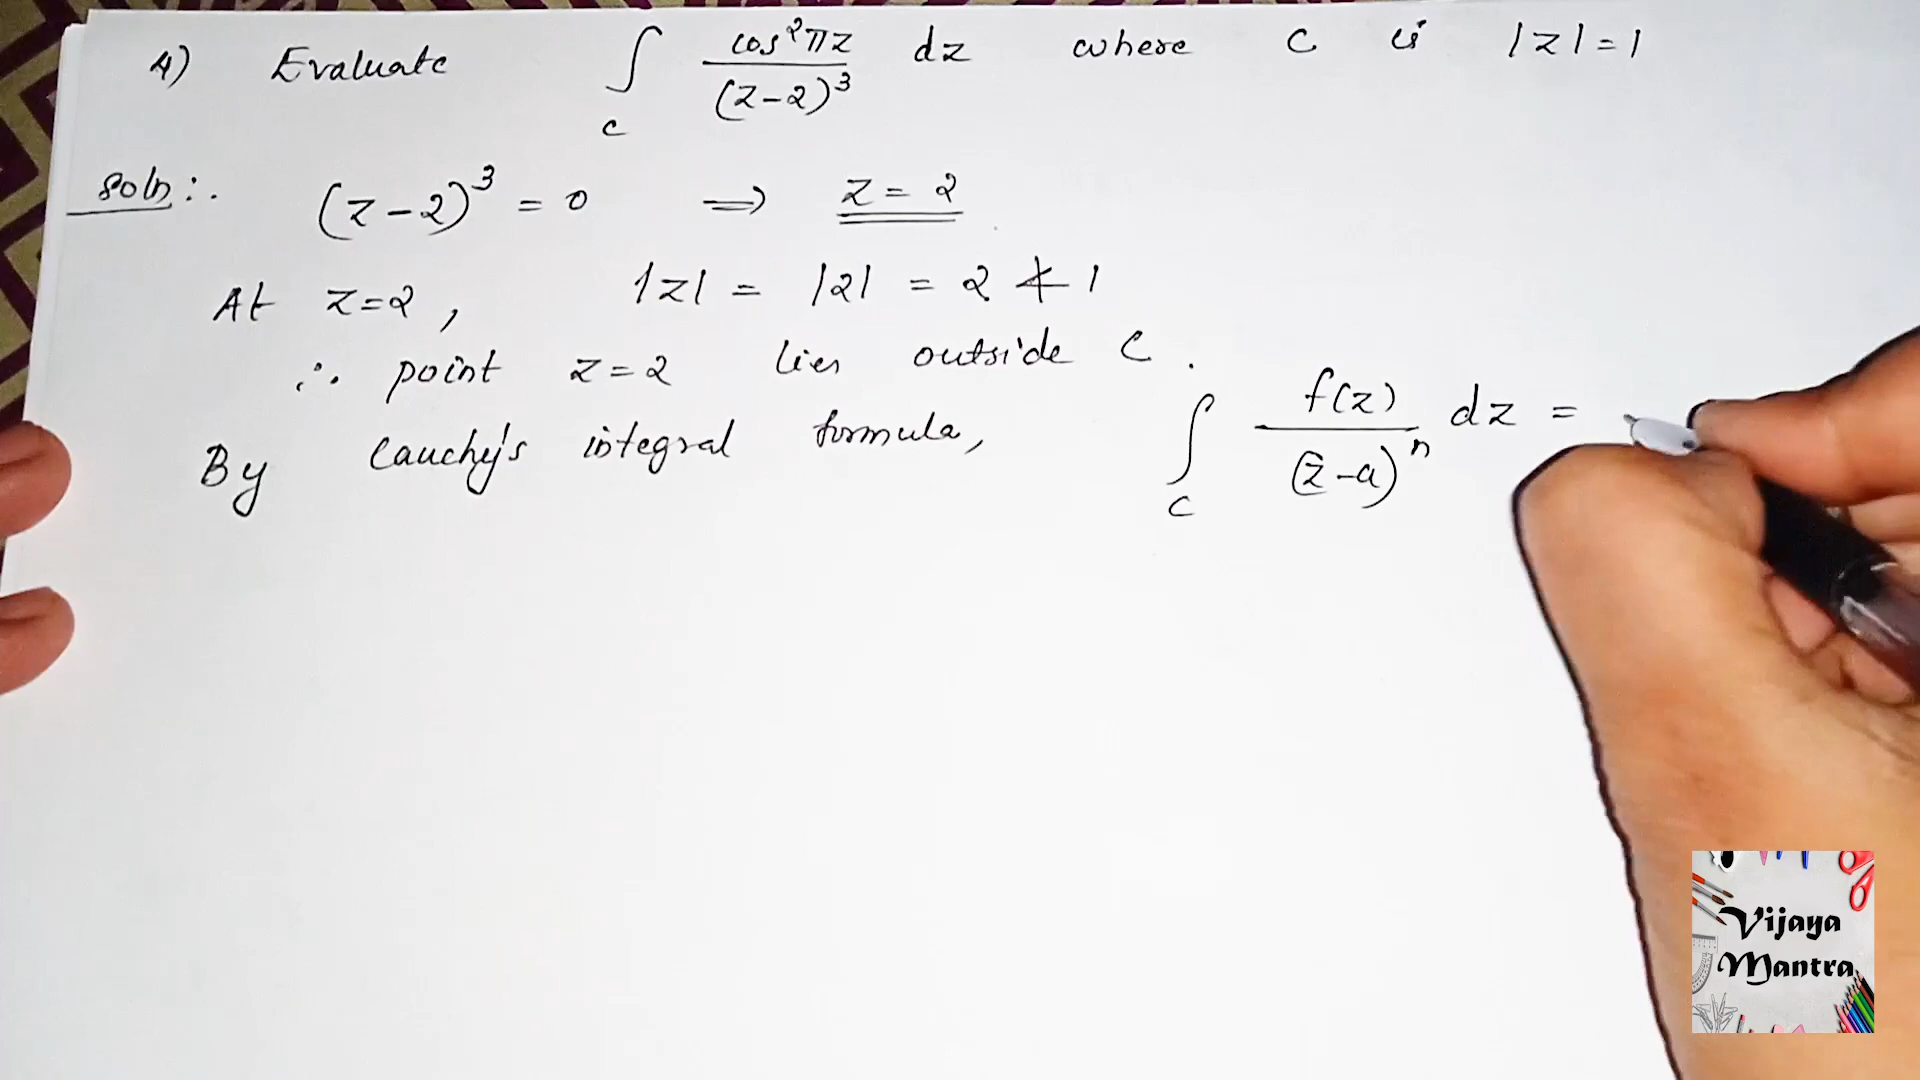 4) Evaluate ∫_C cos²πz / (z-2)³ dz where C is |z|=1
Soln:. (z-2)³ = 0 ⟹ z = 2
At z=2, |z| = |2| = 2 ≮ 1
∴ point z=2 lies outside C.
By Cauchy's integral formula, ∫_C f(z) / (z-a)ⁿ dz =
Vijaya
Mantra